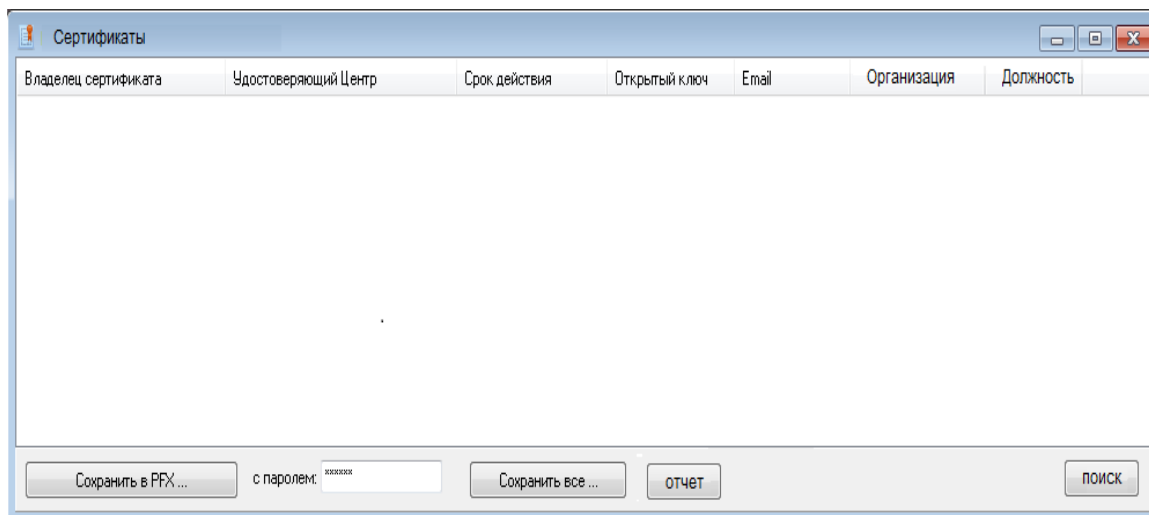 Сертификаты
Владелец сертификата Удостоверяющий Центр Срок действия Открытый ключ Email Организация Должность
Сохранить в PFX ... с паролем: xxxxxx Сохранить все ... отчет поиск